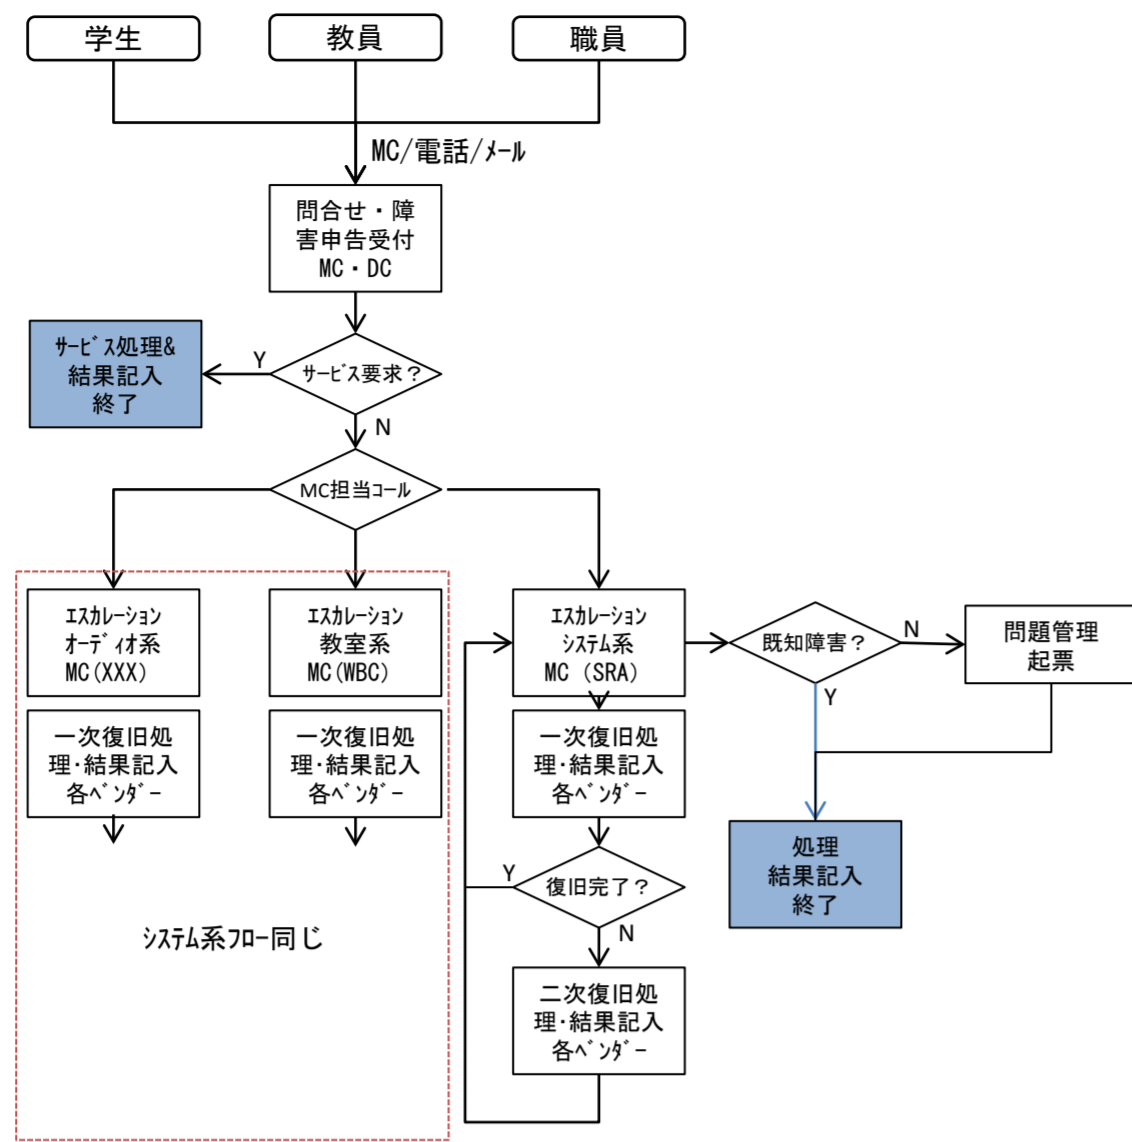 学生
教員
職員
MC/電話/ﾒｰﾙ
問合せ・障
害申告受付
MC・DC
ｻｰﾋﾞｽ処理&
結果記入
終了
Y
ｻｰﾋﾞｽ要求？
N
MC担当ｺｰﾙ
ｴｽｶﾚｰｼｮﾝ
ｵｰﾃﾞｨｵ系
MC(XXX)
ｴｽｶﾚｰｼｮﾝ
教室系
MC(WBC)
ｴｽｶﾚｰｼｮﾝ
ｼｽﾃﾑ系
MC（SRA)
既知障害？
N
問題管理
起票
Y
一次復旧処
理･結果記入
各ﾍﾞﾝﾀﾞｰ
一次復旧処
理･結果記入
各ﾍﾞﾝﾀﾞｰ
一次復旧処
理･結果記入
各ﾍﾞﾝﾀﾞｰ
処理
結果記入
終了
Y
復旧完了？
N
ｼｽﾃﾑ系ﾌﾛｰ同じ
二次復旧処
理･結果記入
各ﾍﾞﾝﾀﾞｰ